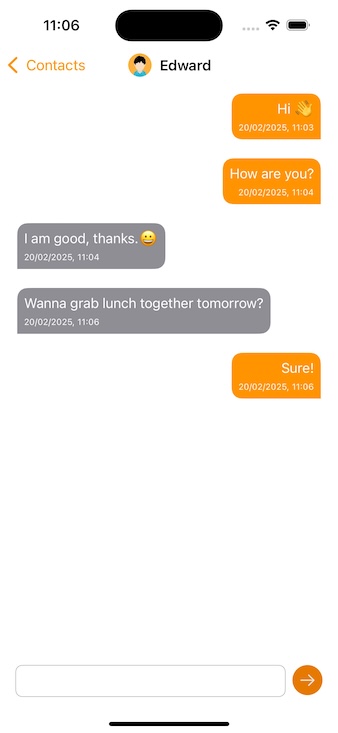 11:06
Contacts
Edward
Hi 👋
20/02/2025, 11:03
How are you?
20/02/2025, 11:04
I am good, thanks.😀
20/02/2025, 11:04
Wanna grab lunch together tomorrow?
20/02/2025, 11:06
Sure!
20/02/2025, 11:06